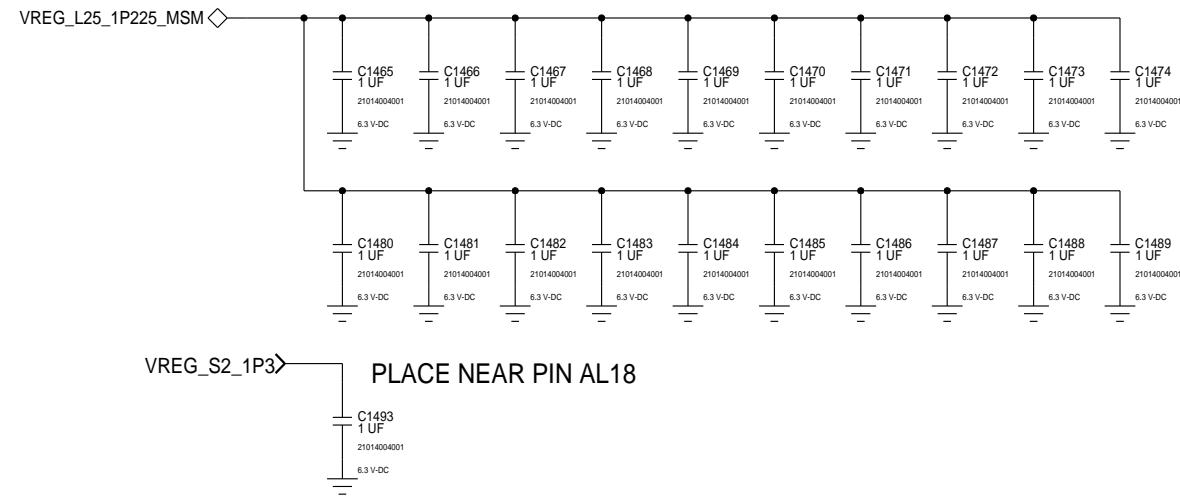 VREG_L25_1P225_MSM
C1465 C1466 C1467 C1468 C1469 C1470 C1471 C1472 C1473 C1474
1 UF 1 UF 1 UF 1 UF 1 UF 1 UF 1 UF 1 UF 1 UF 1 UF
21014004001 21014004001 21014004001 21014004001 21014004001 21014004001 21014004001 21014004001 21014004001 21014004001
6.3 V-DC 6.3 V-DC 6.3 V-DC 6.3 V-DC 6.3 V-DC 6.3 V-DC 6.3 V-DC 6.3 V-DC 6.3 V-DC 6.3 V-DC
C1480 C1481 C1482 C1483 C1484 C1485 C1486 C1487 C1488 C1489
1 UF 1 UF 1 UF 1 UF 1 UF 1 UF 1 UF 1 UF 1 UF 1 UF
21014004001 21014004001 21014004001 21014004001 21014004001 21014004001 21014004001 21014004001 21014004001 21014004001
6.3 V-DC 6.3 V-DC 6.3 V-DC 6.3 V-DC 6.3 V-DC 6.3 V-DC 6.3 V-DC 6.3 V-DC 6.3 V-DC 6.3 V-DC
VREG_S2_1P3 PLACE NEAR PIN AL18
C1493
1 UF
21014004001
6.3 V-DC